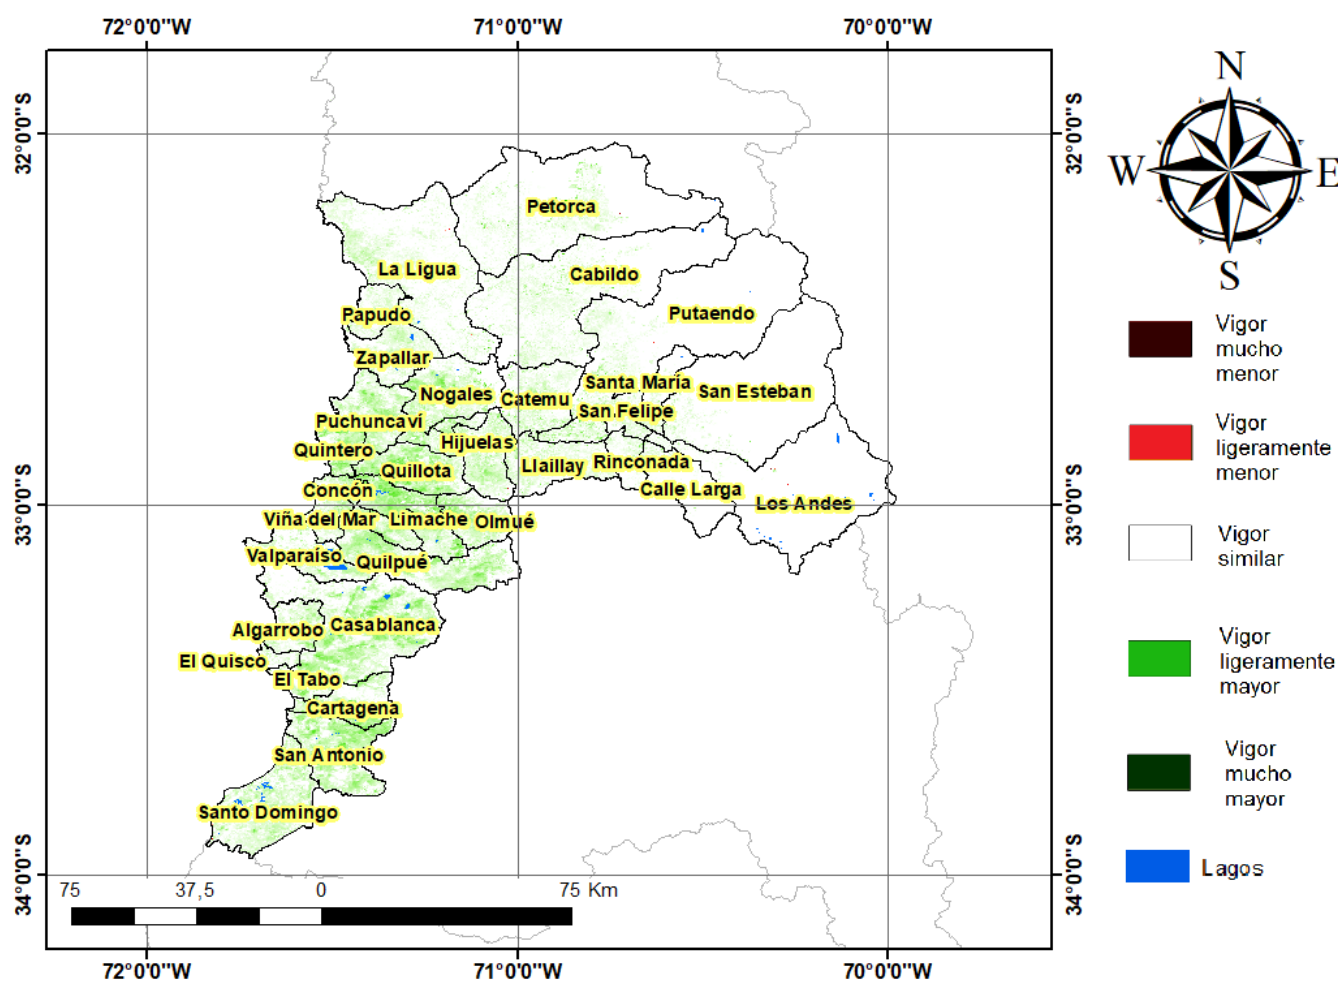 72°0'0"W 71°0'0"W 70°0'0"W
32°0'0"S
32°0'0"S
33°0'0"S
33°0'0"S
34°0'0"S
34°0'0"S
N
W E
S
Petorca
La Ligua
Cabildo
Papudo
Putaendo
Zapallar
Santa María
San Esteban
Nogales
Catemu
San Felipe
Puchuncaví
Hijuelas
Quintero
Quillota
Llaillay
Rinconada
Concón
Calle Larga
Los Andes
Viña del Mar
Limache
Olmué
Valparaíso
Quilpué
Algarrobo
Casablanca
El Quisco
El Tabo
Cartagena
San Antonio
Santo Domingo
75 37,5 0 75 Km
72°0'0"W 71°0'0"W 70°0'0"W
Vigor
mucho
menor
Vigor
ligeramente
menor
Vigor
similar
Vigor
ligeramente
mayor
Vigor
mucho
mayor
Lagos